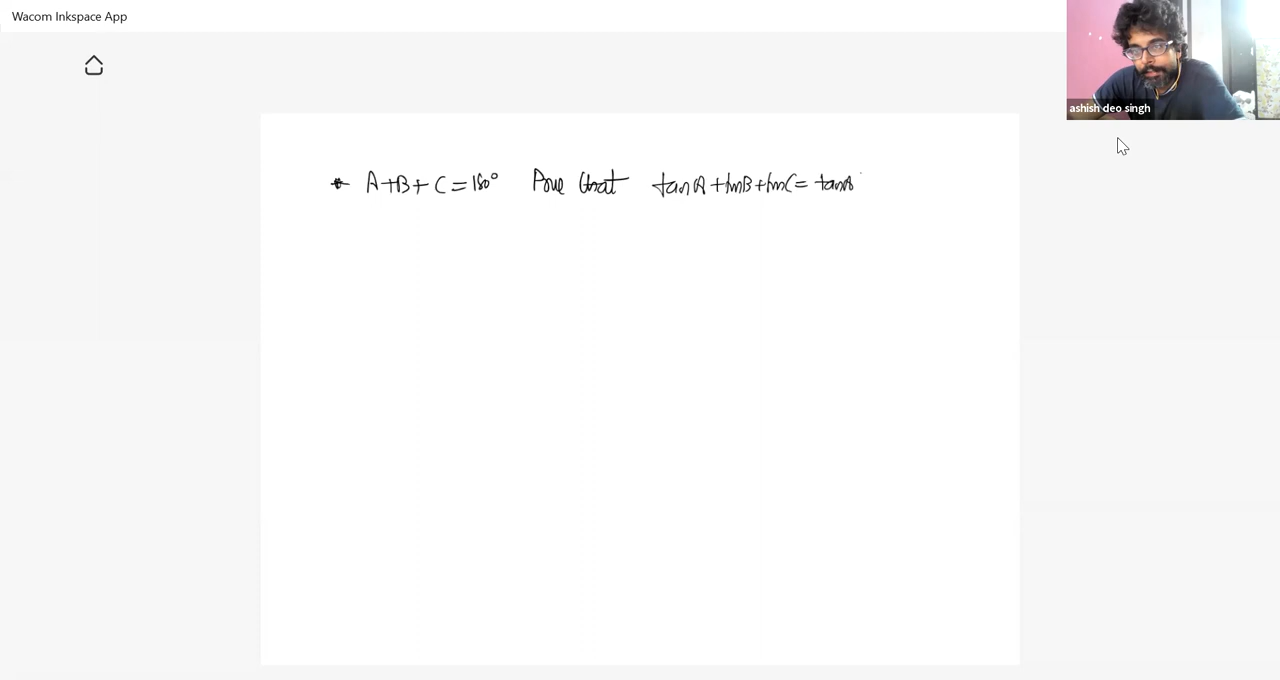 Wacom Inkspace App
ashish deo singh
* A+B+C=180° Prove that tanA+tanB+tanC= tanA